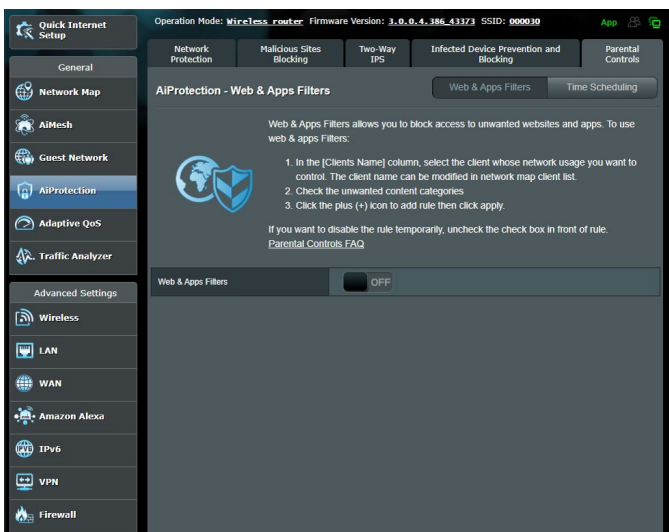 Quick Internet
Setup
Operation Mode: Wireless router Firmware Version: 3.0.0.4.386_43373 SSID: 000030
App
General
Network Map
AiMesh
Guest Network
AiProtection
Adaptive QoS
Traffic Analyzer
Advanced Settings
Wireless
LAN
WAN
Amazon Alexa
IPv6
VPN
Firewall
Network
Protection
Malicious Sites
Blocking
Two-Way
IPS
Infected Device Prevention and
Blocking
Parental
Controls
AiProtection - Web & Apps Filters
Web & Apps Filters
Time Scheduling
Web & Apps Filters allows you to block access to unwanted websites and apps. To use
web & apps Filters:
1. In the [Clients Name] column, select the client whose network usage you want to
control. The client name can be modified in network map client list.
2. Check the unwanted content categories
3. Click the plus (+) icon to add rule then click apply.
If you want to disable the rule temporarily, uncheck the check box in front of rule.
Parental Controls FAQ
Web & Apps Filters
OFF